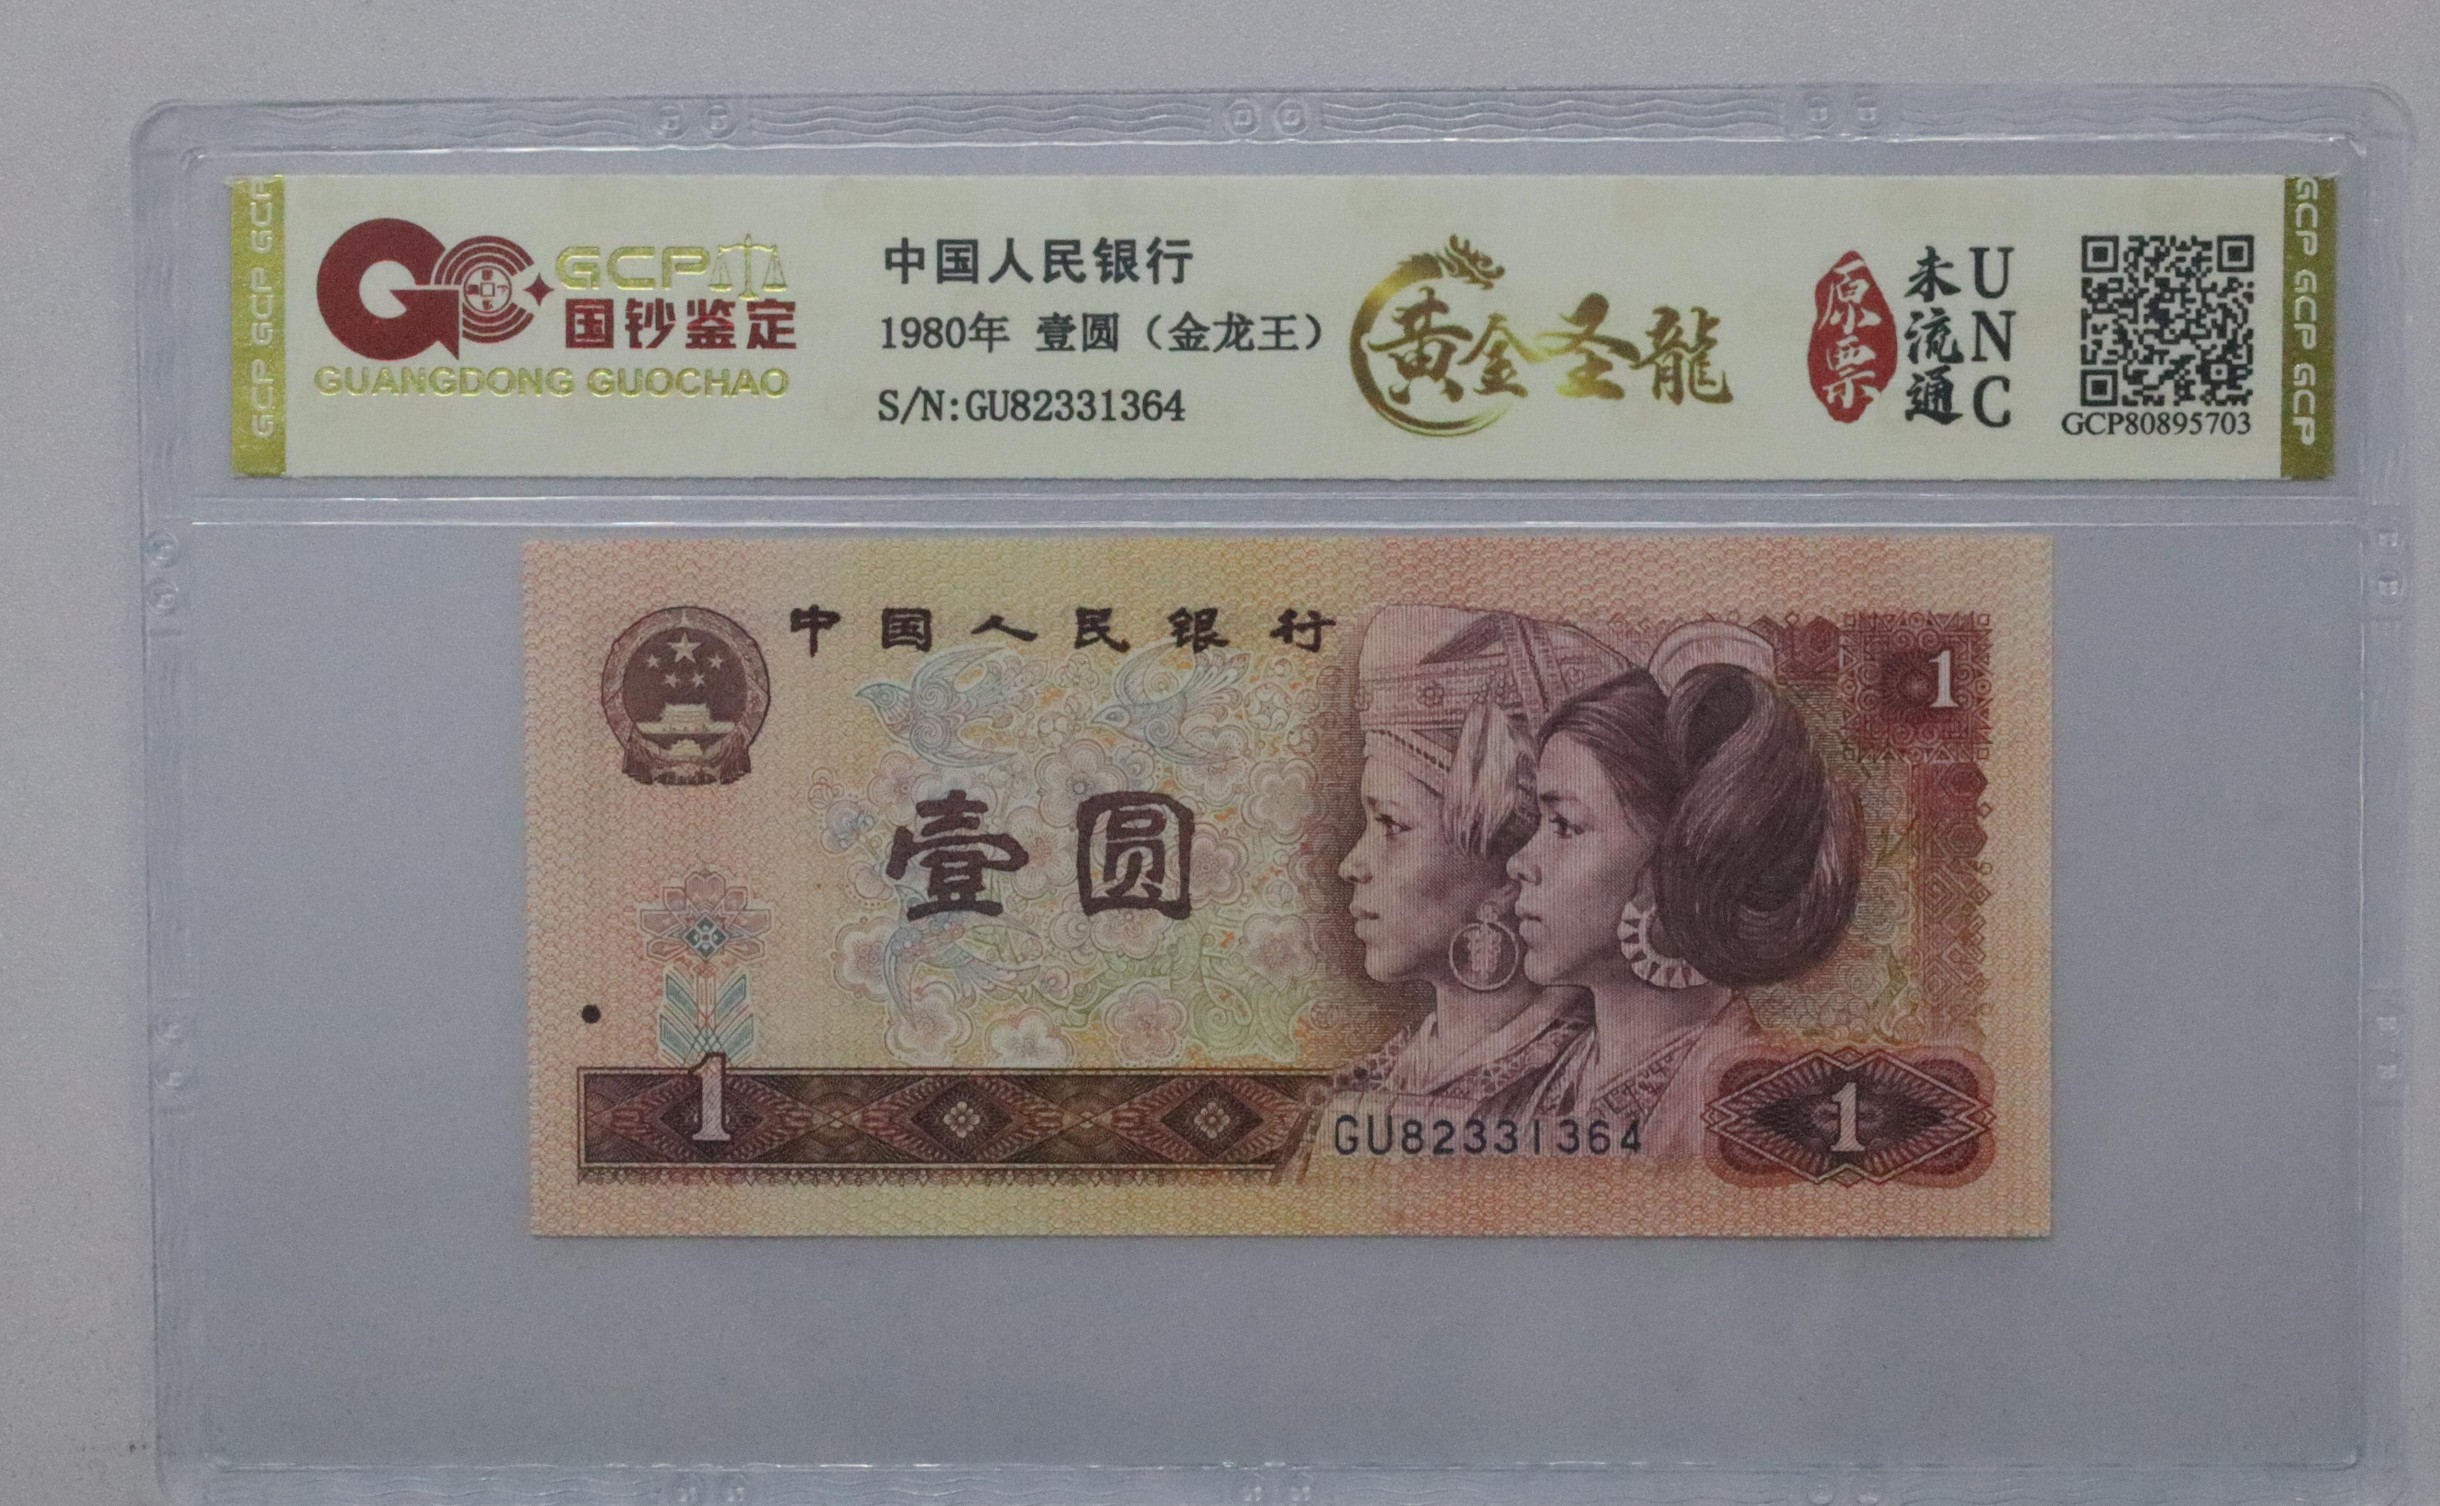 GCP GCP GCP
GCP
国钞鉴定
GUANGDONG GUOCHAO
中国人民银行
1980年 壹圆（金龙王）
S/N:GU82331364
黄金圣龍
原票
未流通
UNC
GCP80895703
GCP GCP GCP
中国人民银行
1
壹圆
1
GU82331364
1